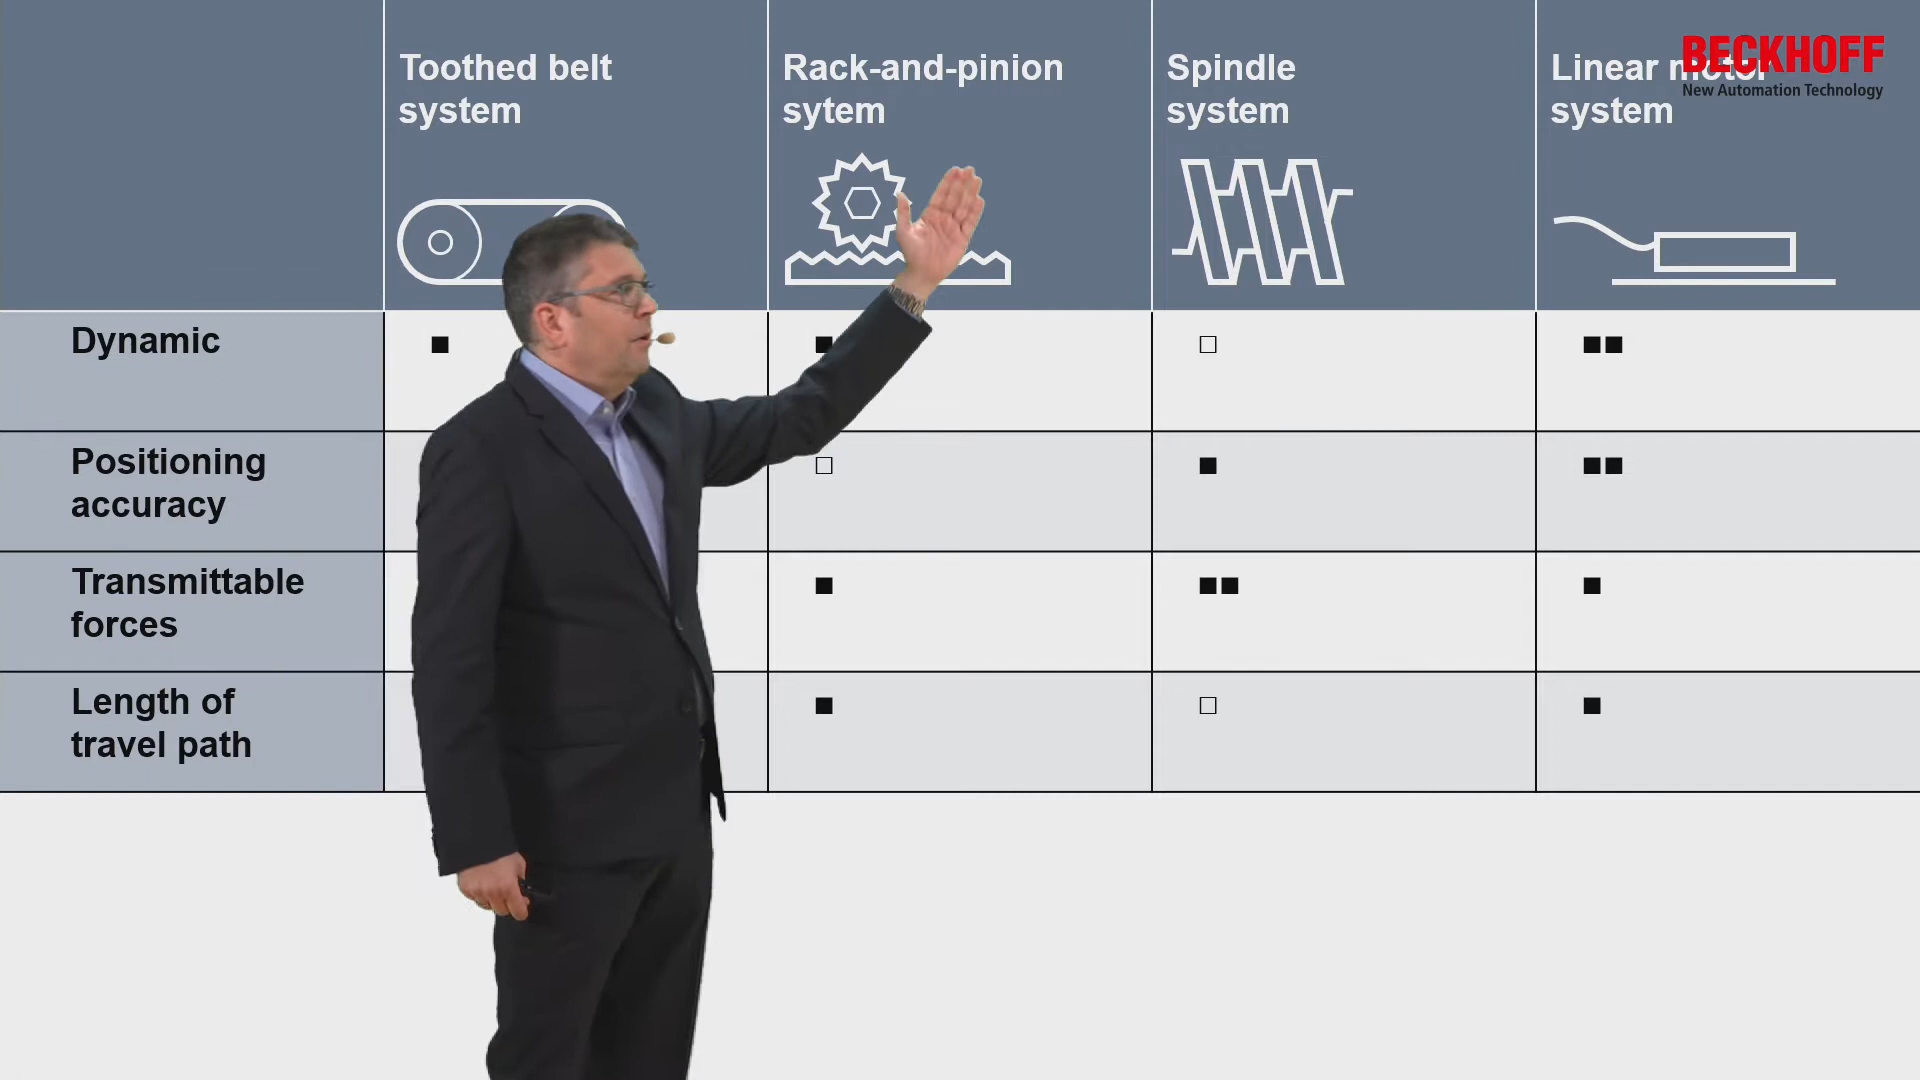 Toothed belt
system
Rack-and-pinion
sytem
Spindle
system
Linear motor
system
BECKHOFF
New Automation Technology
Dynamic
Positioning
accuracy
Transmittable
forces
Length of
travel path